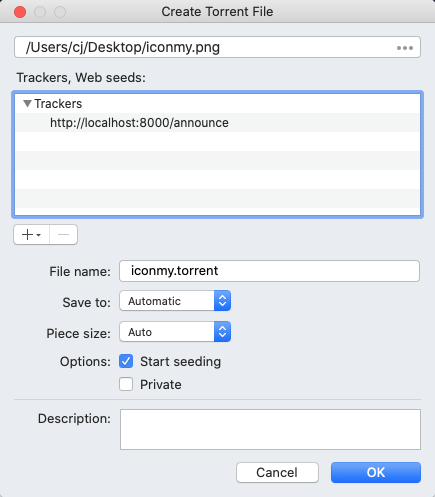 Create Torrent File
/Users/cj/Desktop/iconmy.png
Trackers, Web seeds:
Trackers
http://localhost:8000/announce
File name: iconmy.torrent
Save to: Automatic
Piece size: Auto
Options: Start seeding
Private
Description:
Cancel OK